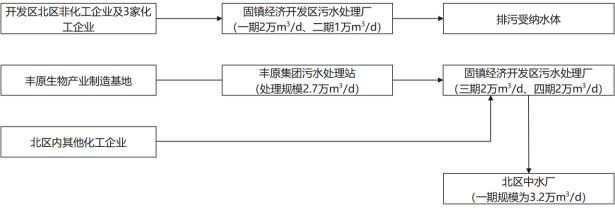 开发区北区非化工企业及3家化
工企业
固镇经济开发区污水处理厂
(一期2万m³/d、二期1万m³/d)
排污受纳水体
丰原生物产业制造基地
丰原集团污水处理站
(处理规模2.7万m³/d)
固镇经济开发区污水处理厂
(三期2万m³/d、四期2万m³/d)
北区内其他化工企业
北区中水厂
(一期规模为3.2万m³/d)